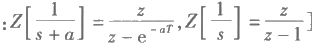 :Z[1/(s+a)] = z/(z-e^{-aT}), Z[1/s] = z/(z-1)]